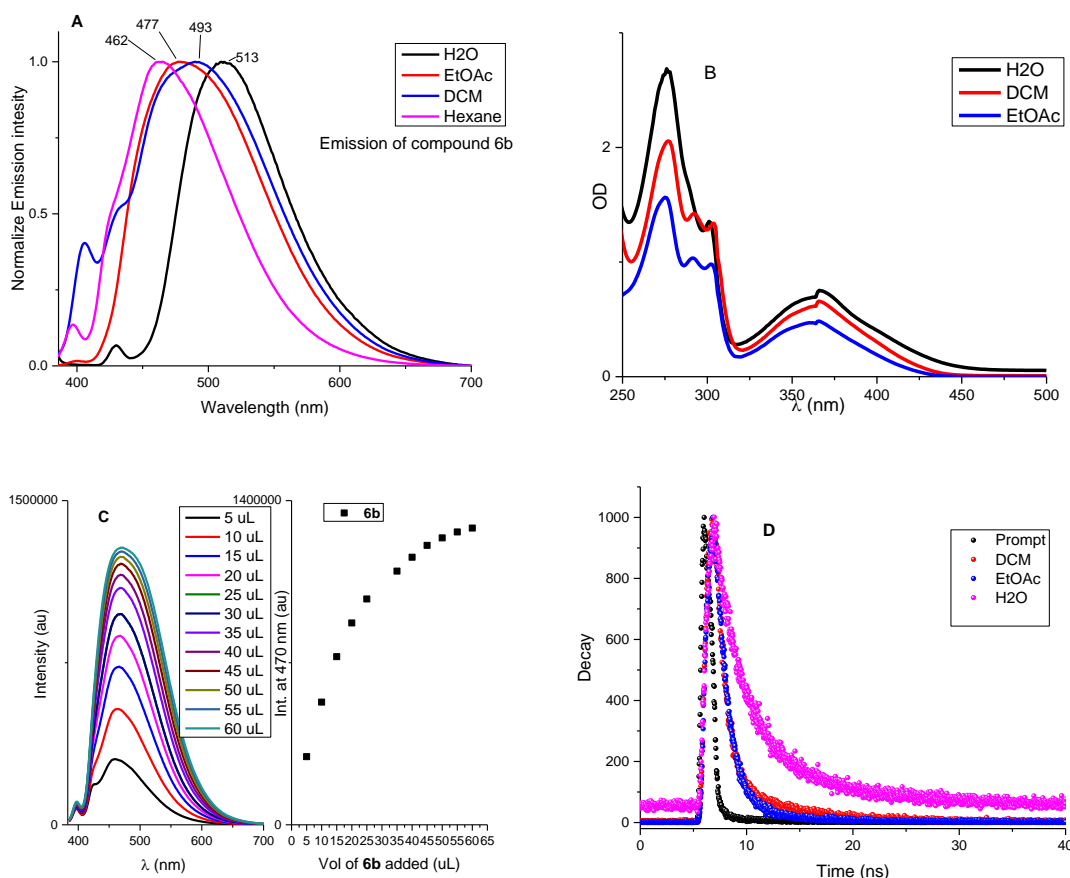 A
477
493
462
513
1.0
0.5
0.0
Normalize Emission intesity
H2O
EtOAc
DCM
Hexane
Emission of compound 6b
400 500 600 700
Wavelength (nm)
B
H2O
DCM
EtOAc
2
0
OD
250 300 350 400 450 500
λ (nm)
C
1500000
0
Intensity (au)
5 uL
10 uL
15 uL
20 uL
25 uL
30 uL
35 uL
40 uL
45 uL
50 uL
55 uL
60 uL
400 500 600 700
λ (nm)
1400000
0
Int. at 470 nm (au)
6b
0 5 10 15 20 25 30 35 40 45 50 55 60 65
Vol of 6b added (uL)
D
1000
800
600
400
200
0
Decay
Prompt
DCM
EtOAc
H2O
0 10 20 30 40
Time (ns)